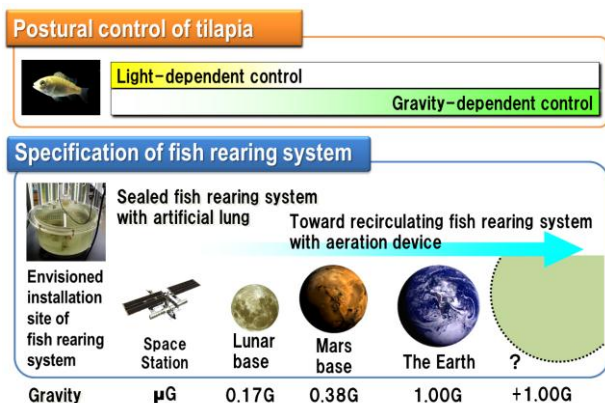 Postural control of tilapia
Light-dependent control
Gravity-dependent control
Specification of fish rearing system
Sealed fish rearing system
with artificial lung
Toward recirculating fish rearing system
with aeration device
Envisioned
installation
site of
fish rearing
system
Space
Station
Lunar
base
Mars
base
The Earth
?
Gravity
μG
0.17G
0.38G
1.00G
+1.00G